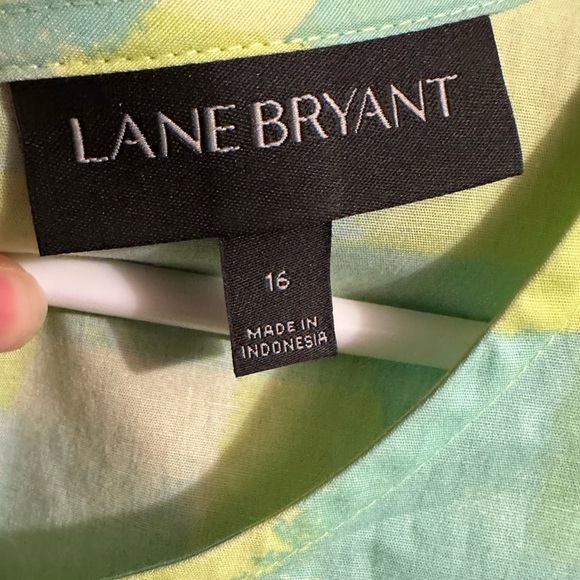 LANE BRYANT
16
MADE IN
INDONESIA